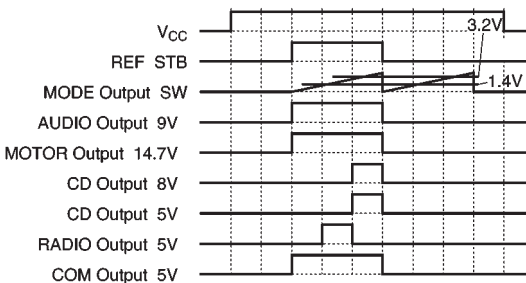 VCC
3.2V
REF STB
1.4V
MODE Output SW
AUDIO Output 9V
MOTOR Output 14.7V
CD Output 8V
CD Output 5V
RADIO Output 5V
COM Output 5V